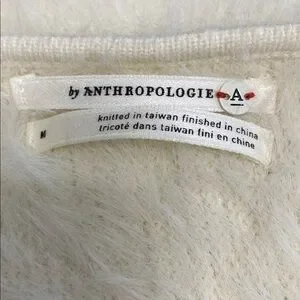 by ANTHROPOLOGIE A
M
knitted in taiwan finished in china
tricoté dans taiwan fini en chine